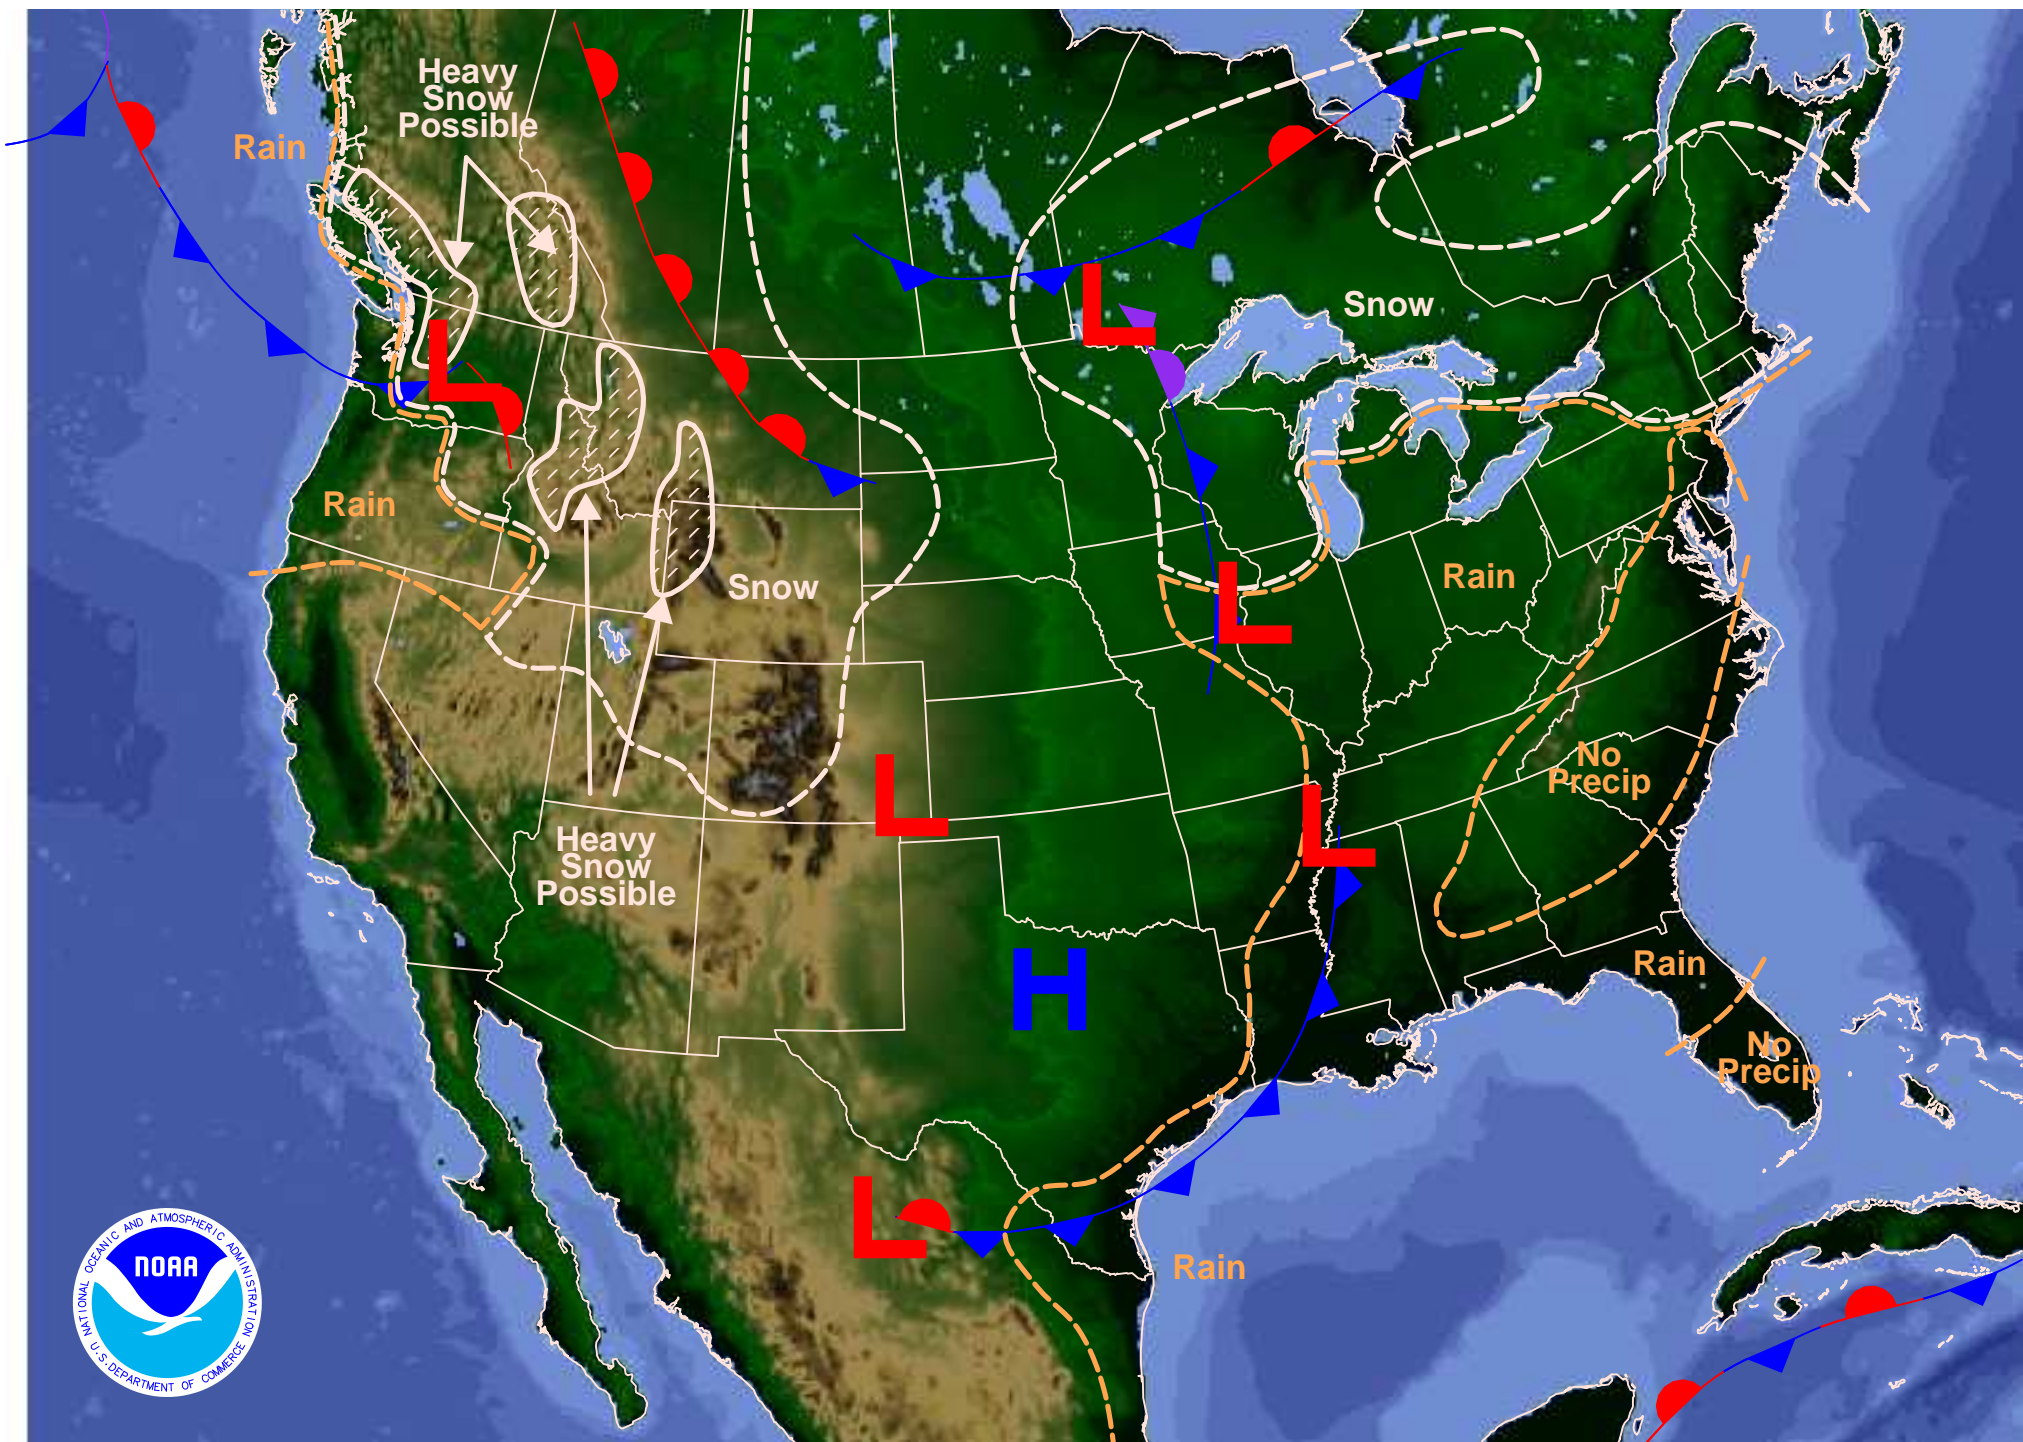 Heavy
Snow
Possible
Rain
Snow
L
L
Rain
Snow
L
Rain
No
Precip
L
L
Heavy
Snow
Possible
H
Rain
No
Precip
L
Rain
NATIONAL OCEANIC AND ATMOSPHERIC ADMINISTRATION
NOAA
U.S. DEPARTMENT OF COMMERCE